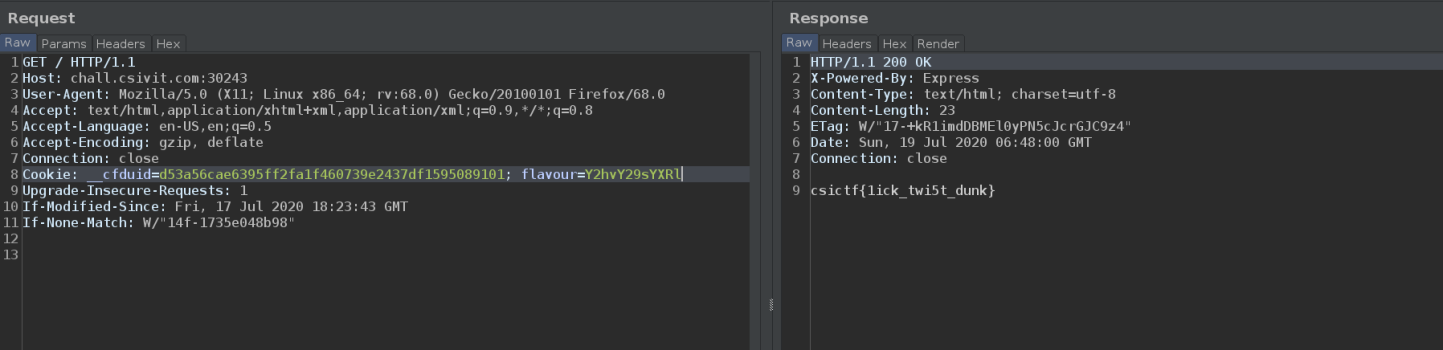 Request
Raw Params Headers Hex
1 GET / HTTP/1.1
2 Host: chall.csivit.com:30243
3 User-Agent: Mozilla/5.0 (X11; Linux x86_64; rv:68.0) Gecko/20100101 Firefox/68.0
4 Accept: text/html,application/xhtml+xml,application/xml;q=0.9,*/*;q=0.8
5 Accept-Language: en-US,en;q=0.5
6 Accept-Encoding: gzip, deflate
7 Connection: close
8 Cookie: __cfduid=d53a56cae6395ff2fa1f460739e2437df1595089101; flavour=Y2hvY29sYXRl
9 Upgrade-Insecure-Requests: 1
10 If-Modified-Since: Fri, 17 Jul 2020 18:23:43 GMT
11 If-None-Match: W/"14f-1735e048b98"
12
13
Response
Raw Headers Hex Render
1 HTTP/1.1 200 OK
2 X-Powered-By: Express
3 Content-Type: text/html; charset=utf-8
4 Content-Length: 23
5 ETag: W/"17-+kR1imdDBMEl0yPN5cJcrGJC9z4"
6 Date: Sun, 19 Jul 2020 06:48:00 GMT
7 Connection: close
8
9 csictf{1ick_twi5t_dunk}